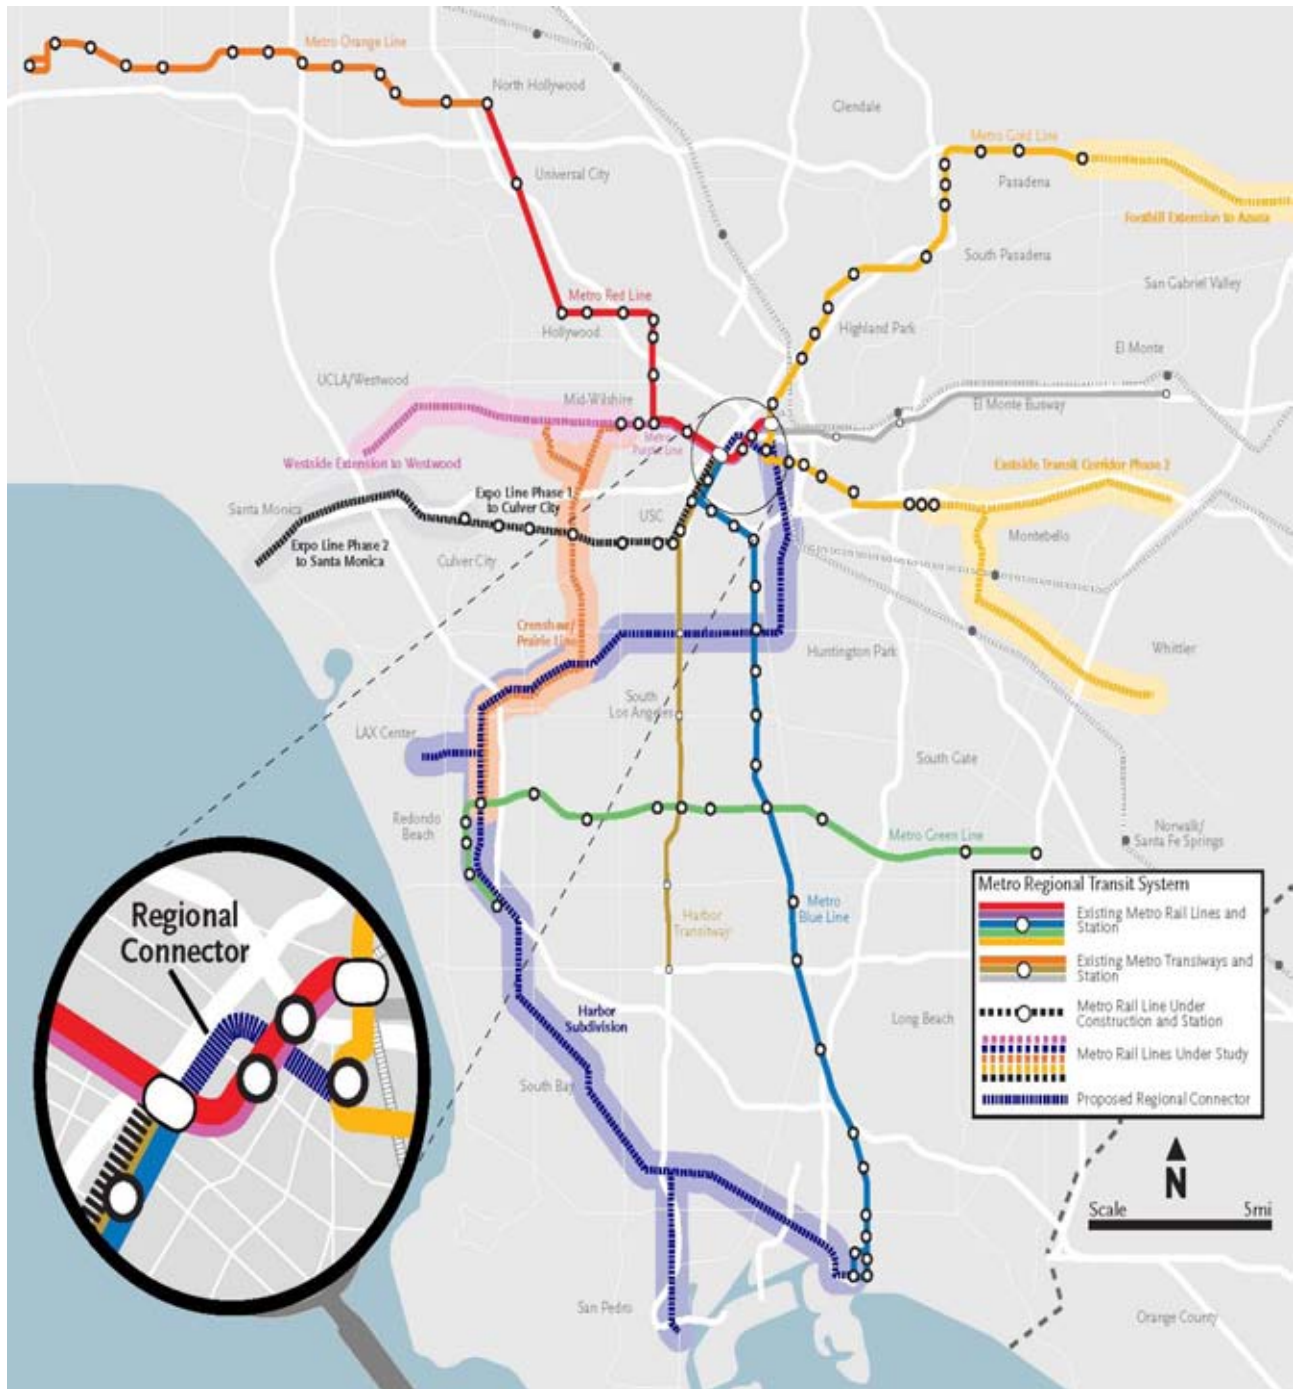 Metro Orange Line
North Hollywood
Glendale
Metro Gold Line
Pasadena
Universal City
Foothill Extension to Azusa
South Pasadena
San Gabriel Valley
Metro Red Line
Hollywood
Highland Park
El Monte
UCLA/Westwood
Mid-Wilshire
El Monte Busway
Metro
Purple Line
Westside Extension to Westwood
Eastside Transit Corridor Phase 2
Expo Line Phase 1
to Culver City
Santa Monica
USC
Montebello
Expo Line Phase 2
to Santa Monica
Culver City
Crenshaw/
Prairie Line
Huntington Park
Whittier
South
Los Angeles
LAX Center
South Gate
Redondo
Beach
Metro Green Line
Norwalk/
Santa Fe Springs
Metro
Blue Line
Harbor
Transitway
Harbor
Subdivision
Long Beach
South Bay
San Pedro
Orange County
Regional
Connector
Metro Regional Transit System
Existing Metro Rail Lines and
Station
Existing Metro Transiways and
Station
Metro Rail Line Under
Construction and Station
Metro Rail Lines Under Study
Proposed Regional Connector
N
Scale 5mi